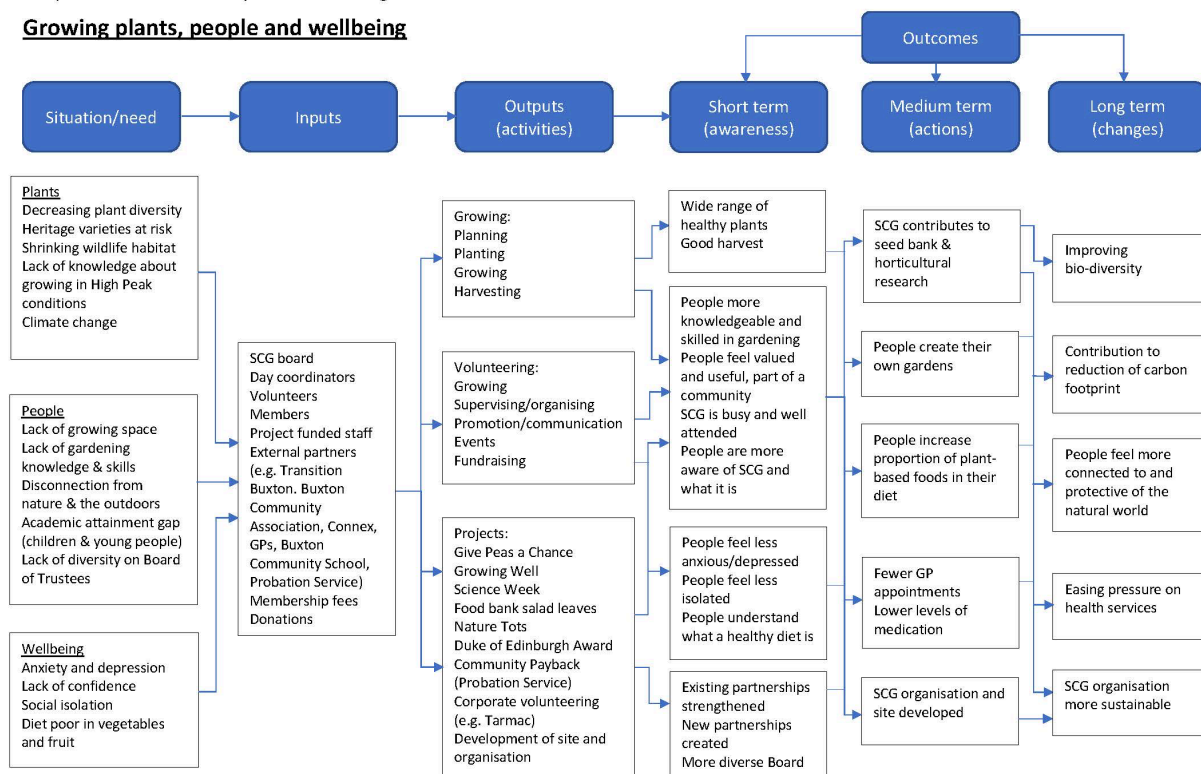 Growing plants, people and wellbeing
Outcomes
Situation/need
Inputs
Outputs
(activities)
Short term
(awareness)
Medium term
(actions)
Long term
(changes)
Plants
Decreasing plant diversity
Heritage varieties at risk
Shrinking wildlife habitat
Lack of knowledge about
growing in High Peak
conditions
Climate change
People
Lack of growing space
Lack of gardening
knowledge & skills
Disconnection from
nature & the outdoors
Academic attainment gap
(children & young people)
Lack of diversity on Board
of Trustees
Wellbeing
Anxiety and depression
Lack of confidence
Social isolation
Diet poor in vegetables
and fruit
SCG board
Day coordinators
Volunteers
Members
Project funded staff
External partners
(e.g. Transition
Buxton. Buxton
Community
Association, Connex,
GPs, Buxton
Community School,
Probation Service)
Membership fees
Donations
Growing:
Planning
Planting
Growing
Harvesting
Volunteering:
Growing
Supervising/organising
Promotion/communication
Events
Fundraising
Projects:
Give Peas a Chance
Growing Well
Science Week
Food bank salad leaves
Nature Tots
Duke of Edinburgh Award
Community Payback
(Probation Service)
Corporate volunteering
(e.g. Tarmac)
Development of site and
organisation
Wide range of
healthy plants
Good harvest
People more
knowledgeable and
skilled in gardening
People feel valued
and useful, part of a
community
SCG is busy and well
attended
People are more
aware of SCG and
what it is
People feel less
anxious/depressed
People feel less
isolated
People understand
what a healthy diet is
Existing partnerships
strengthened
New partnerships
created
More diverse Board
SCG contributes to
seed bank &
horticultural
research
People create their
own gardens
People increase
proportion of plant-
based foods in their
diet
Fewer GP
appointments
Lower levels of
medication
SCG organisation and
site developed
Improving
bio-diversity
Contribution to
reduction of carbon
footprint
People feel more
connected to and
protective of the
natural world
Easing pressure on
health services
SCG organisation
more sustainable